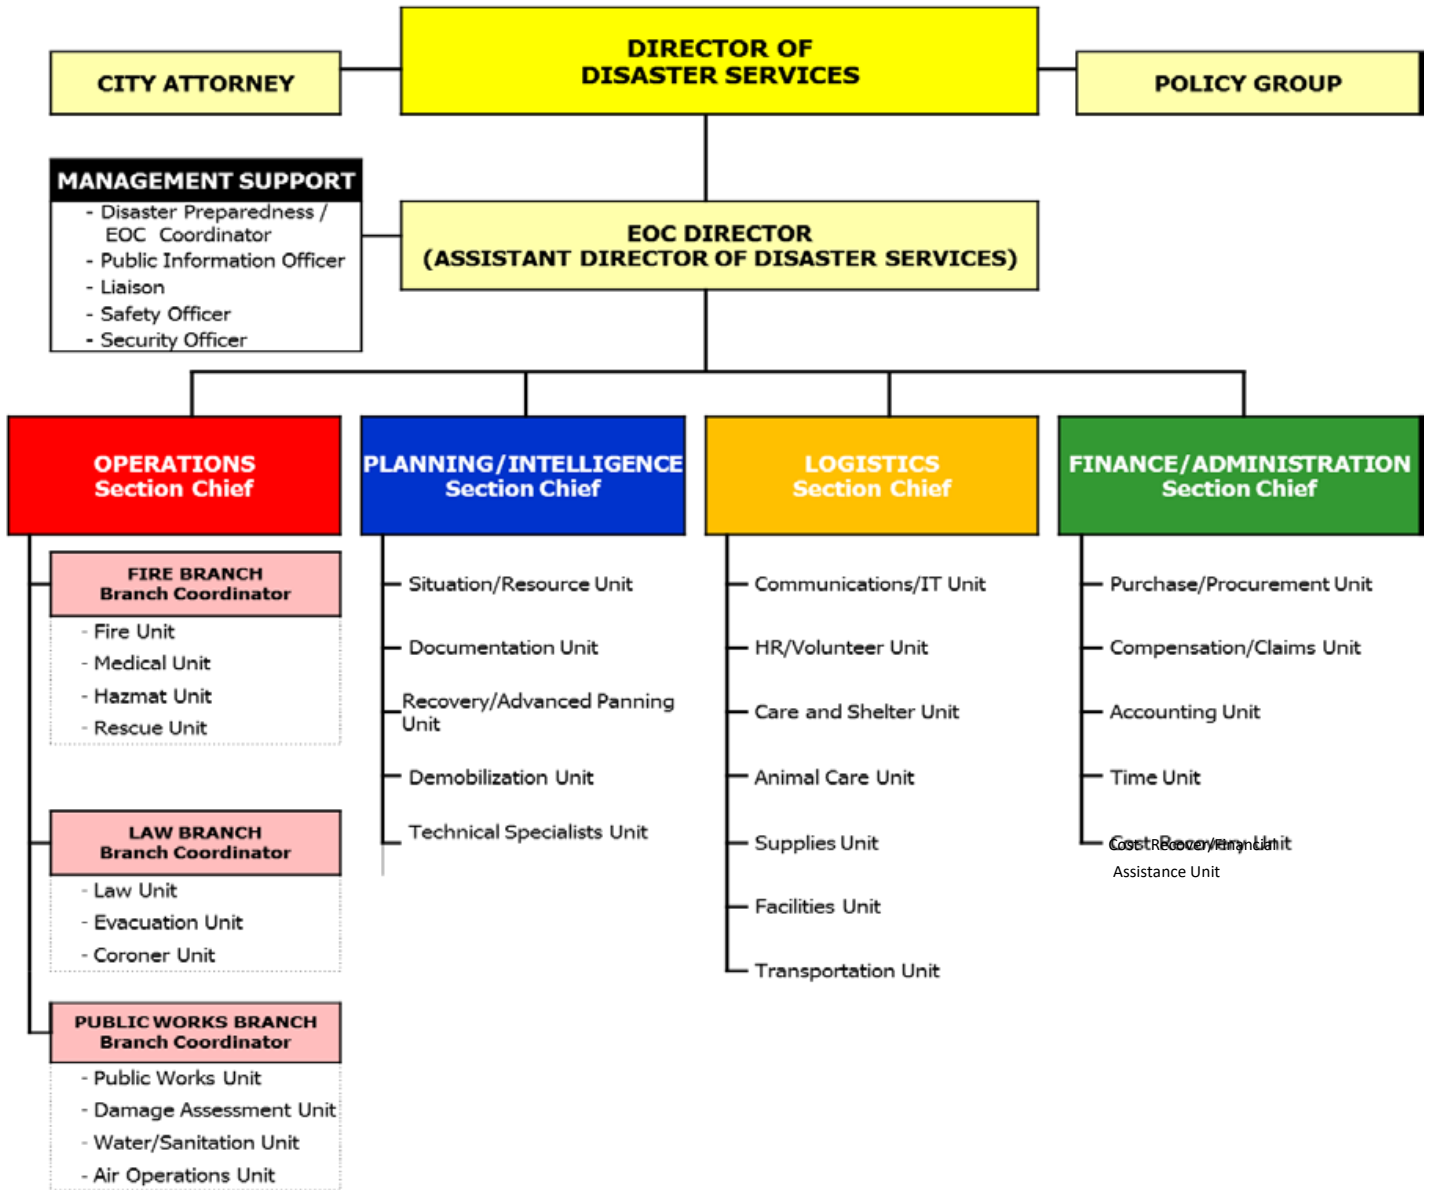 DIRECTOR OF
DISASTER SERVICES
CITY ATTORNEY
POLICY GROUP
MANAGEMENT SUPPORT
- Disaster Preparedness /
EOC Coordinator
- Public Information Officer
- Liaison
- Safety Officer
- Security Officer
EOC DIRECTOR
(ASSISTANT DIRECTOR OF DISASTER SERVICES)
OPERATIONS
Section Chief
FIRE BRANCH
Branch Coordinator
- Fire Unit
- Medical Unit
- Hazmat Unit
- Rescue Unit
LAW BRANCH
Branch Coordinator
- Law Unit
- Evacuation Unit
- Coroner Unit
PUBLIC WORKS BRANCH
Branch Coordinator
- Public Works Unit
- Damage Assessment Unit
- Water/Sanitation Unit
- Air Operations Unit
PLANNING/INTELLIGENCE
Section Chief
Situation/Resource Unit
Documentation Unit
Recovery/Advanced Panning
Unit
Demobilization Unit
Technical Specialists Unit
LOGISTICS
Section Chief
Communications/IT Unit
HR/Volunteer Unit
Care and Shelter Unit
Animal Care Unit
Supplies Unit
Facilities Unit
Transportation Unit
FINANCE/ADMINISTRATION
Section Chief
Purchase/Procurement Unit
Compensation/Claims Unit
Accounting Unit
Time Unit
Cost Recovery Unit
Cost Recover/Financial
Assistance Unit